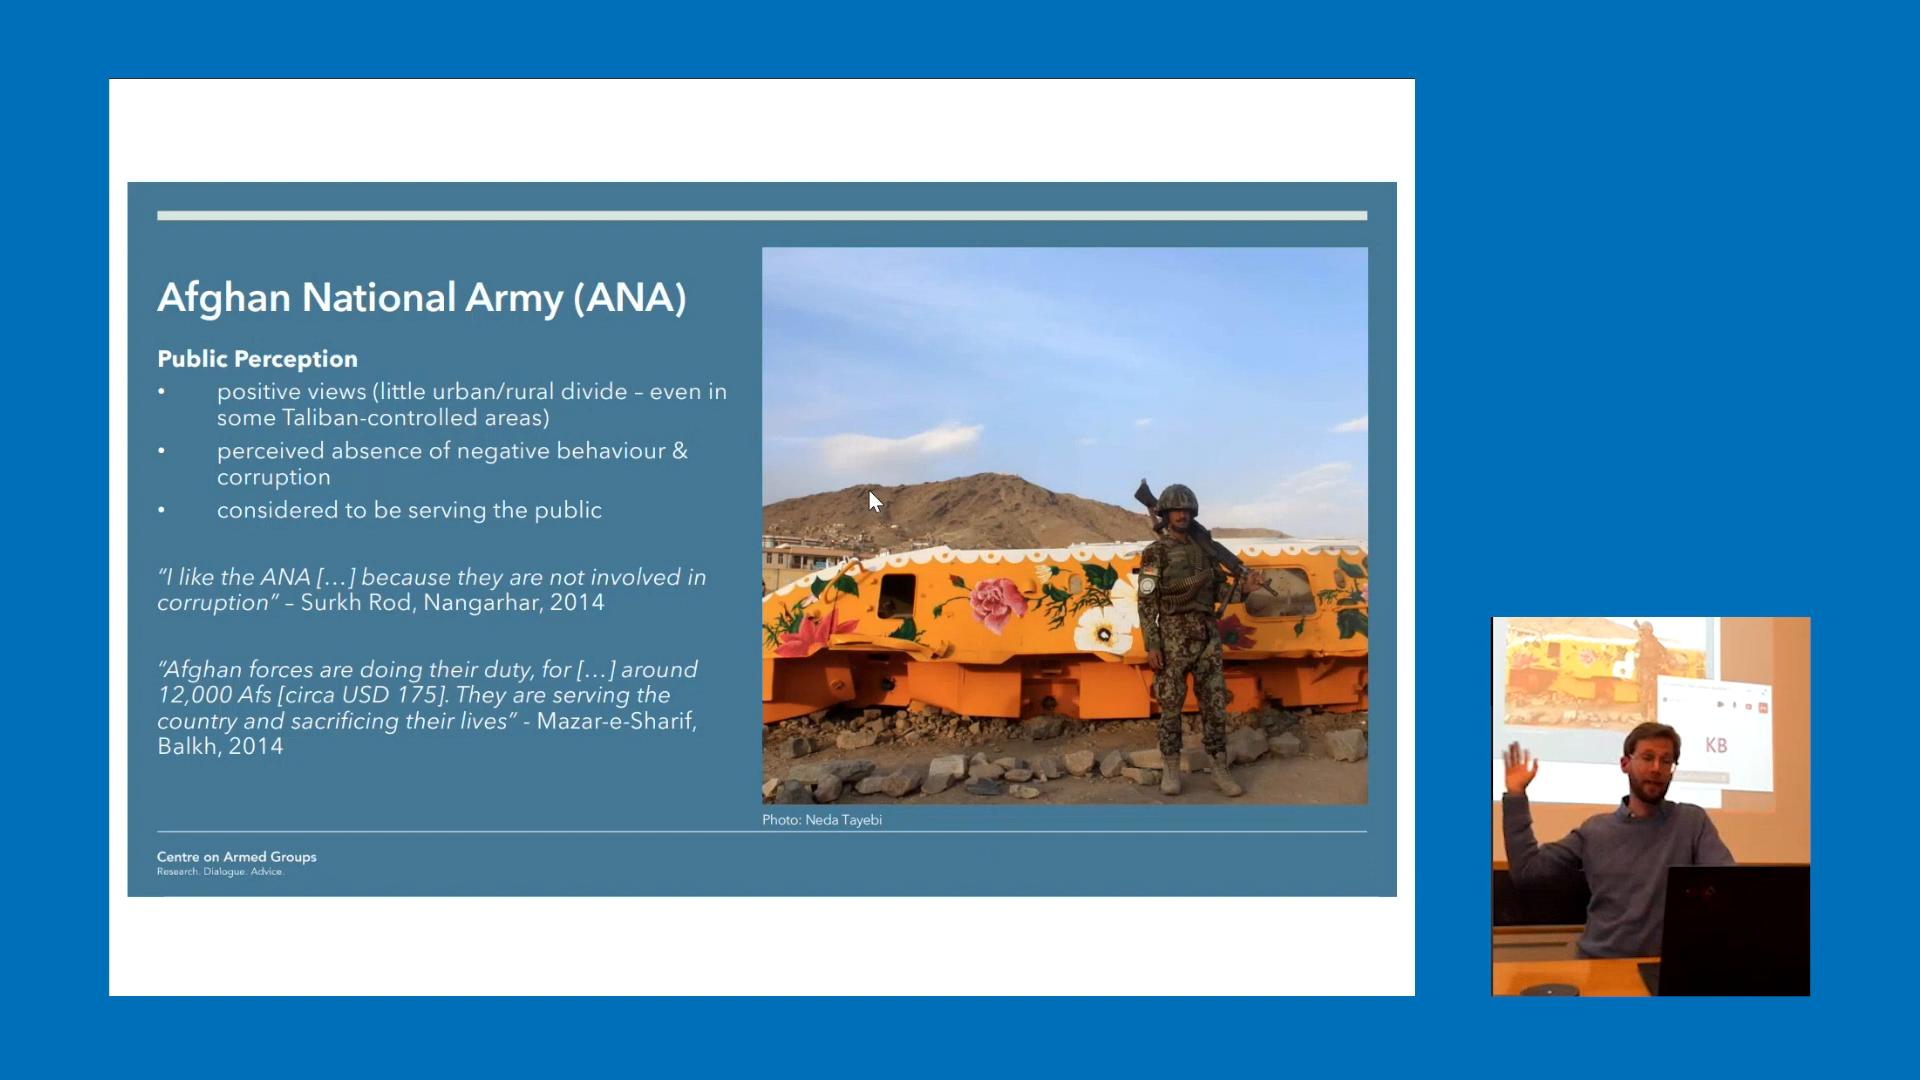 Afghan National Army (ANA)
Public Perception
• positive views (little urban/rural divide – even in
some Taliban-controlled areas)
• perceived absence of negative behaviour &
corruption
• considered to be serving the public
“I like the ANA […] because they are not involved in
corruption” – Surkh Rod, Nangarhar, 2014
“Afghan forces are doing their duty, for […] around
12,000 Afs [circa USD 175]. They are serving the
country and sacrificing their lives” - Mazar-e-Sharif,
Balkh, 2014
Photo: Neda Tayebi
Centre on Armed Groups
Research. Dialogue. Advice.
KB